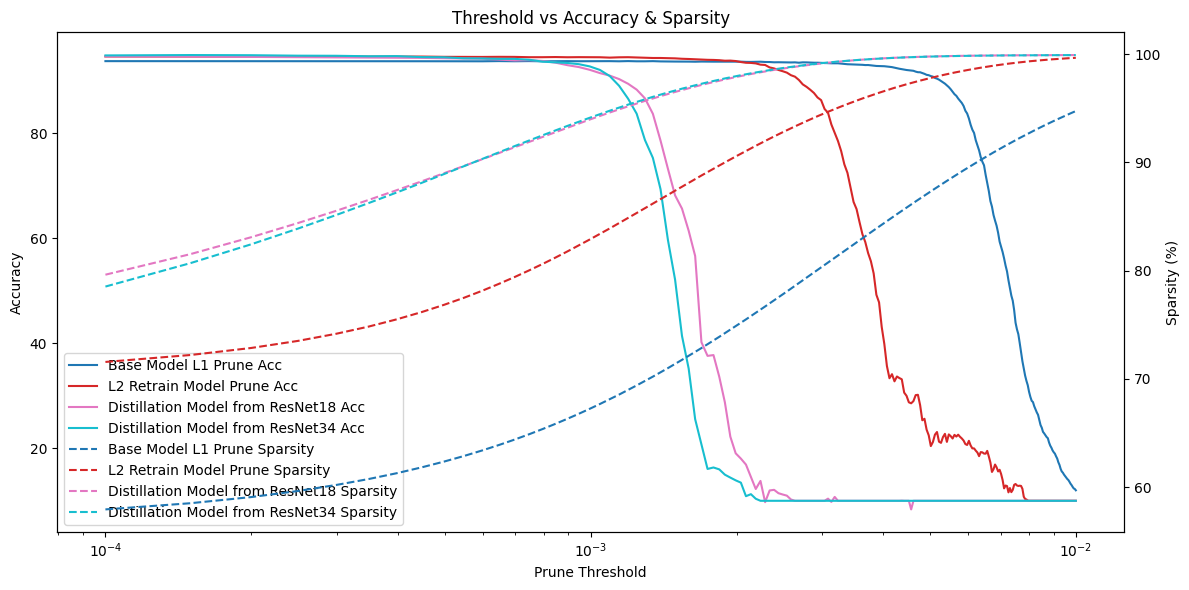 Threshold vs Accuracy & Sparsity
Accuracy
80
60
40
20
Base Model L1 Prune Acc
L2 Retrain Model Prune Acc
Distillation Model from ResNet18 Acc
Distillation Model from ResNet34 Acc
Base Model L1 Prune Sparsity
L2 Retrain Model Prune Sparsity
Distillation Model from ResNet18 Sparsity
Distillation Model from ResNet34 Sparsity
100
90
80
70
60
Sparsity (%)
10⁻⁴ 10⁻³ 10⁻²
Prune Threshold